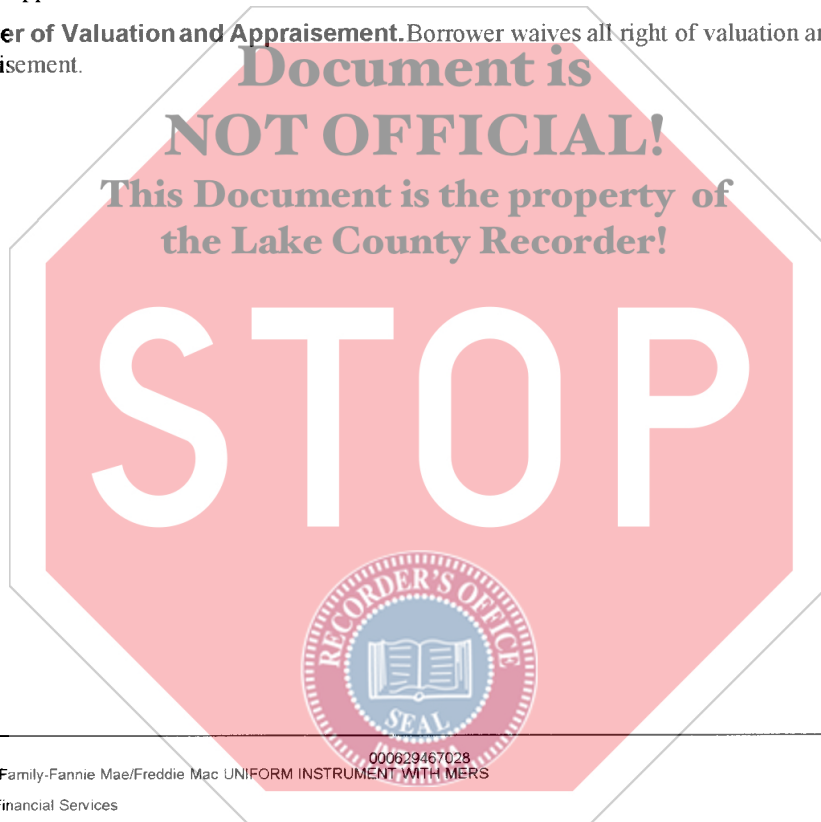 er of Valuation and Appraisement. Borrower waives all right of valuation an
isement.
Document is
NOT OFFICIAL!
This Document is the property of
the Lake County Recorder!
STOP
RECORDER'S OFFICE
SEAL
INDIANA
000629467028
Family-Fannie Mae/Freddie Mac UNIFORM INSTRUMENT WITH MERS
Financial Services